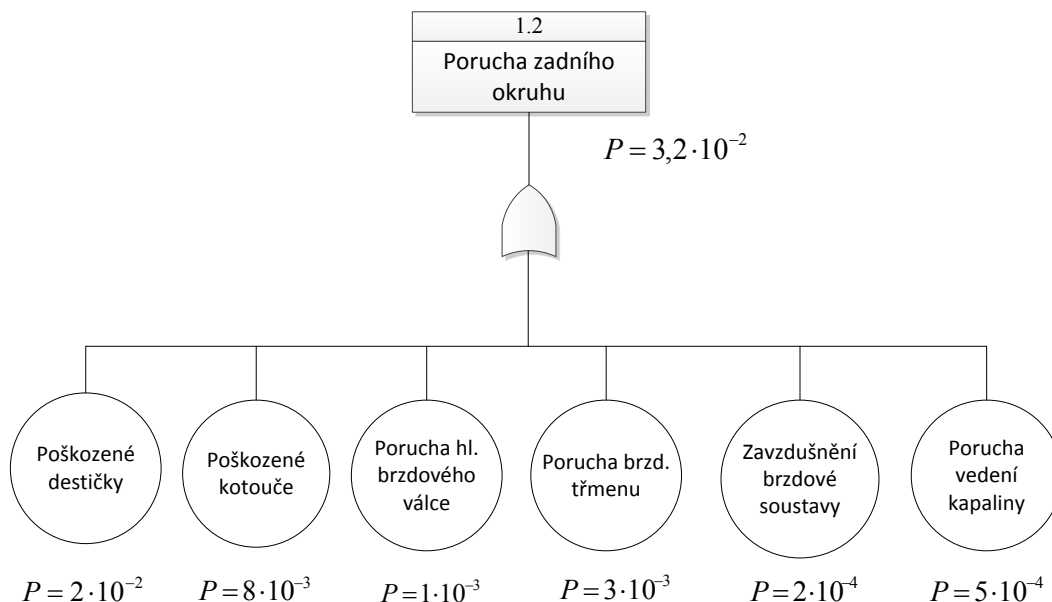 1.2
Porucha zadního
okruhu
P = 3,2·10⁻²
Poškozené
destičky
Poškozené
kotouče
Porucha hl.
brzdového
válce
Porucha brzd.
třmenu
Zavzdušnění
brzdové
soustavy
Porucha
vedení
kapaliny
P = 2·10⁻²
P = 8·10⁻³
P = 1·10⁻³
P = 3·10⁻³
P = 2·10⁻⁴
P = 5·10⁻⁴